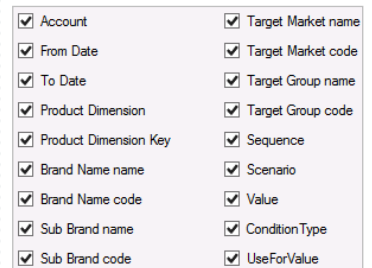 Account
From Date
To Date
Product Dimension
Product Dimension Key
Brand Name name
Brand Name code
Sub Brand name
Sub Brand code
Target Market name
Target Market code
Target Group name
Target Group code
Sequence
Scenario
Value
ConditionType
UseForValue